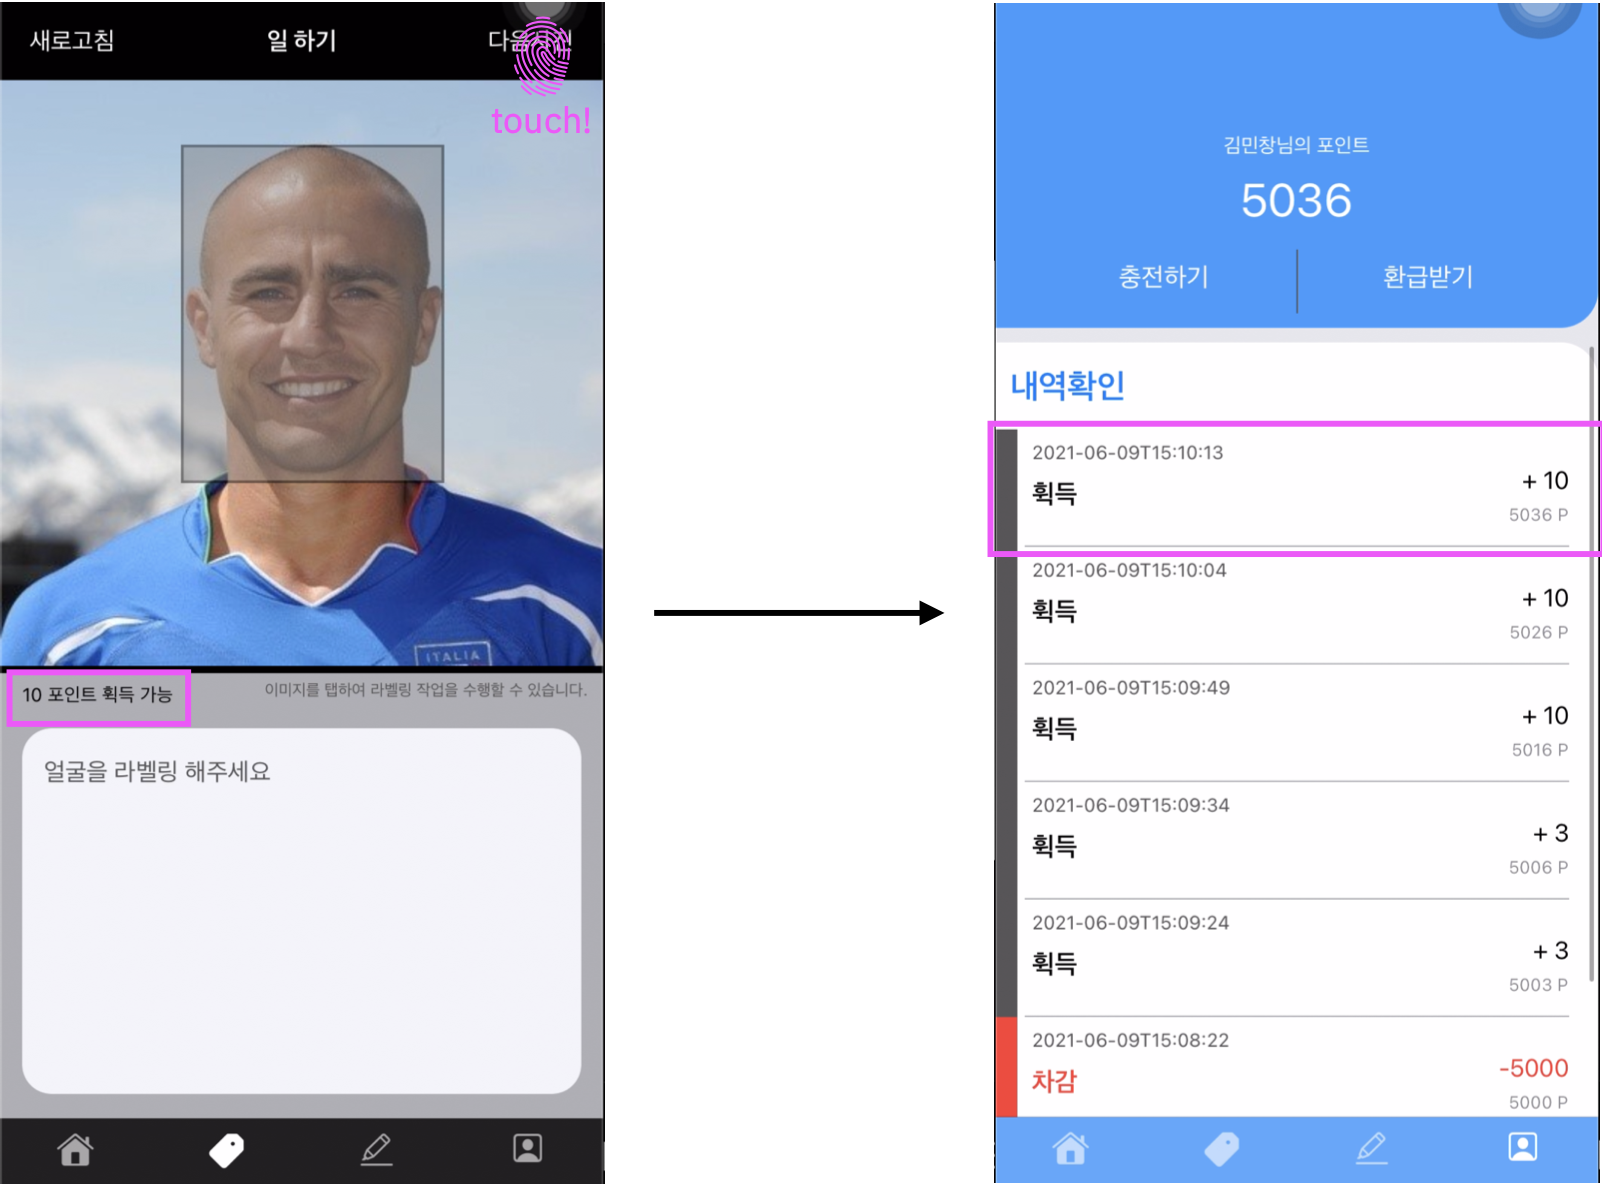 새로고침
일 하기
다음사진
touch!
ITALIA
10 포인트 획득 가능
이미지를 탭하여 라벨링 작업을 수행할 수 있습니다.
얼굴을 라벨링 해주세요
김민창님의 포인트
5036
충전하기
환급받기
내역확인
2021-06-09T15:10:13
획득
+ 10
5036 P
2021-06-09T15:10:04
획득
+ 10
5026 P
2021-06-09T15:09:49
획득
+ 10
5016 P
2021-06-09T15:09:34
획득
+ 3
5006 P
2021-06-09T15:09:24
획득
+ 3
5003 P
2021-06-09T15:08:22
차감
-5000
5000 P